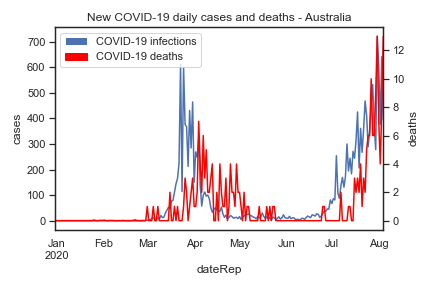 New COVID-19 daily cases and deaths - Australia
COVID-19 infections
COVID-19 deaths
700
600
500
400
300
200
100
0
cases
12
10
8
6
4
2
0
deaths
Jan Feb Mar Apr May Jun Jul Aug
2020
dateRep